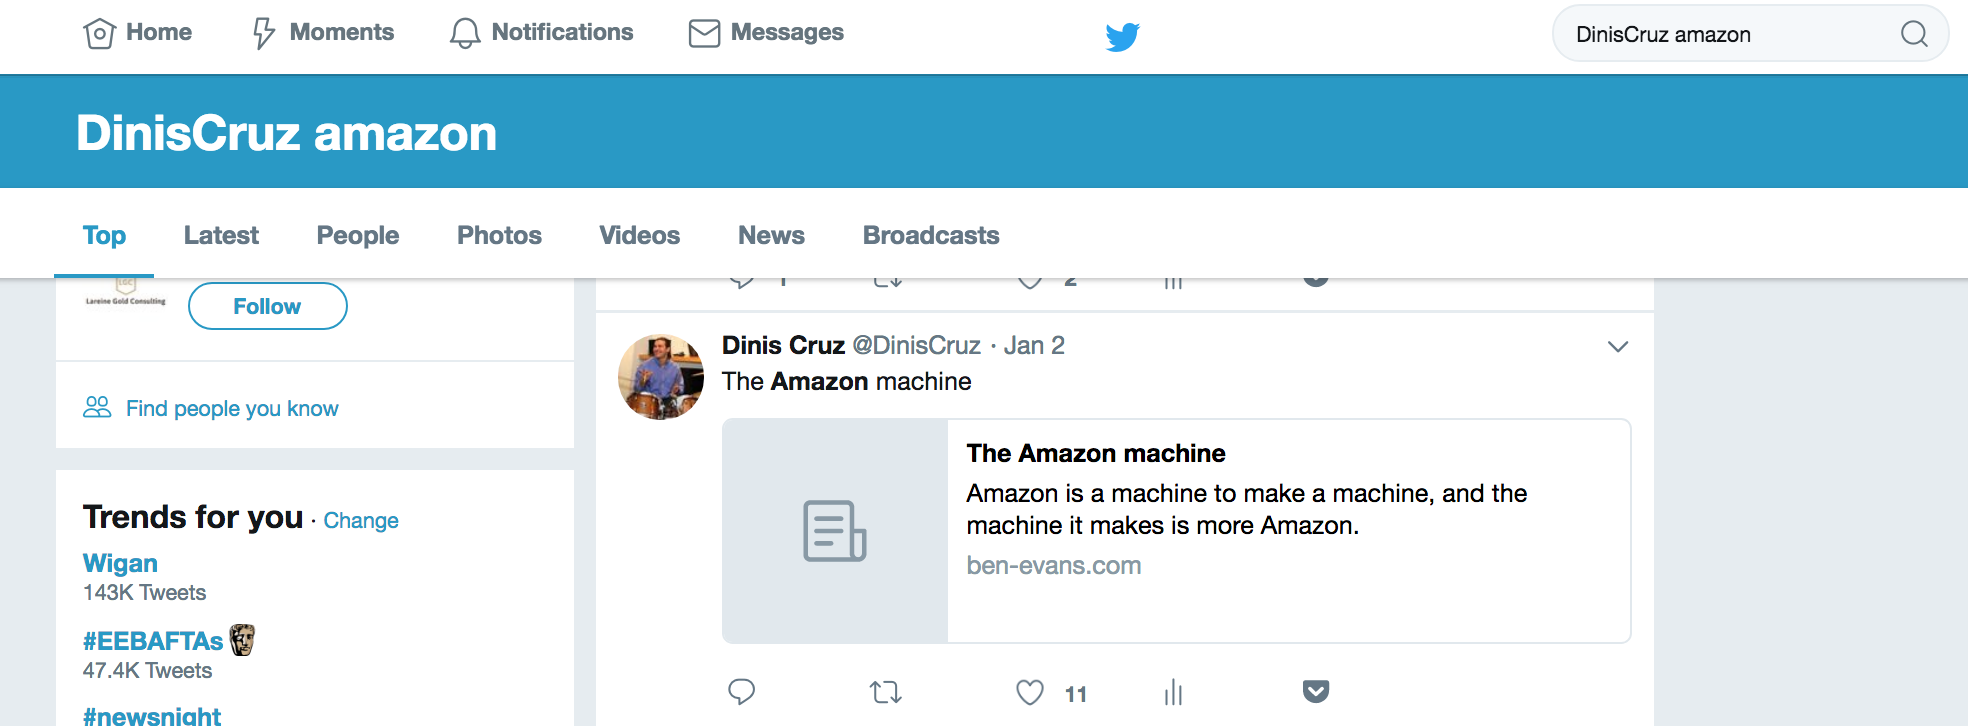 Home
Moments
Notifications
Messages
DinisCruz amazon
DinisCruz amazon
Top
Latest
People
Photos
Videos
News
Broadcasts
LGC
Lareine Gold Consulting
Follow
Find people you know
Trends for you · Change
Wigan
143K Tweets
#EEBAFTAs
47.4K Tweets
#newsnight
1
2
Dinis Cruz @DinisCruz · Jan 2
The Amazon machine
The Amazon machine
Amazon is a machine to make a machine, and the
machine it makes is more Amazon.
ben-evans.com
11